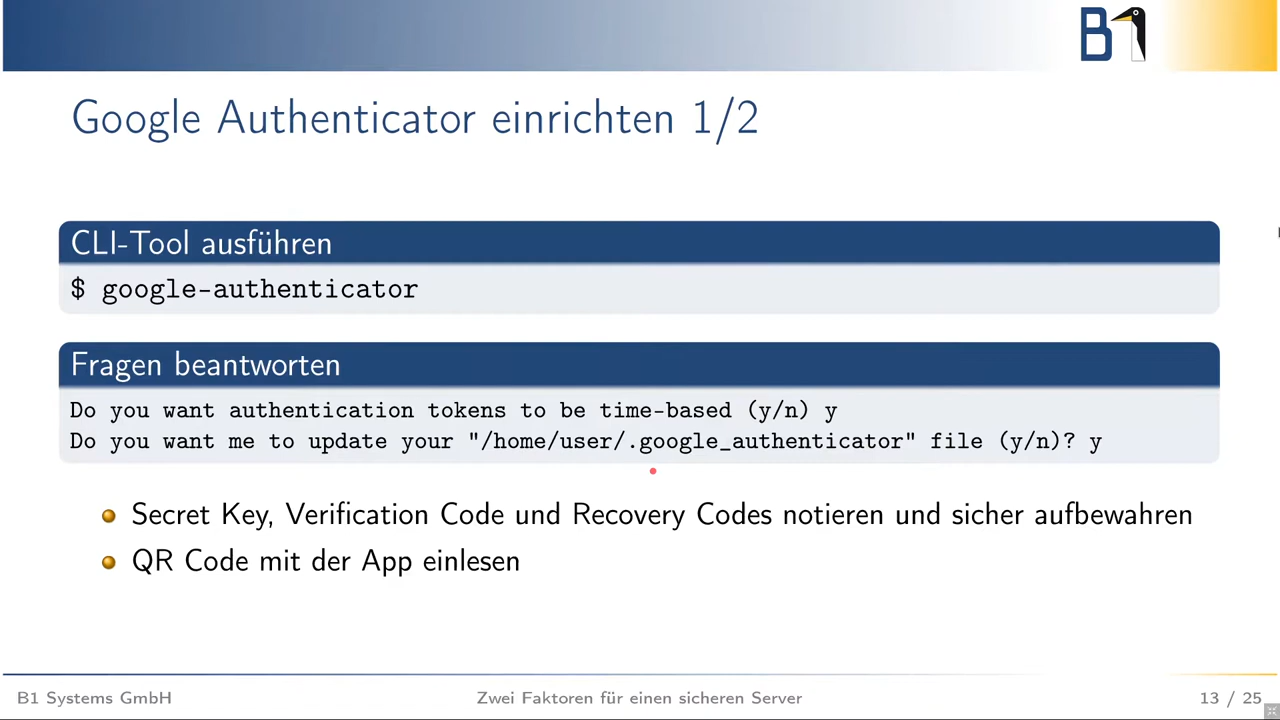 B1
Google Authenticator einrichten 1/2
CLI-Tool ausführen
$ google-authenticator
Fragen beantworten
Do you want authentication tokens to be time-based (y/n) y
Do you want me to update your "/home/user/.google_authenticator" file (y/n)? y
Secret Key, Verification Code und Recovery Codes notieren und sicher aufbewahren
QR Code mit der App einlesen
B1 Systems GmbH
Zwei Faktoren für einen sicheren Server
13 / 25